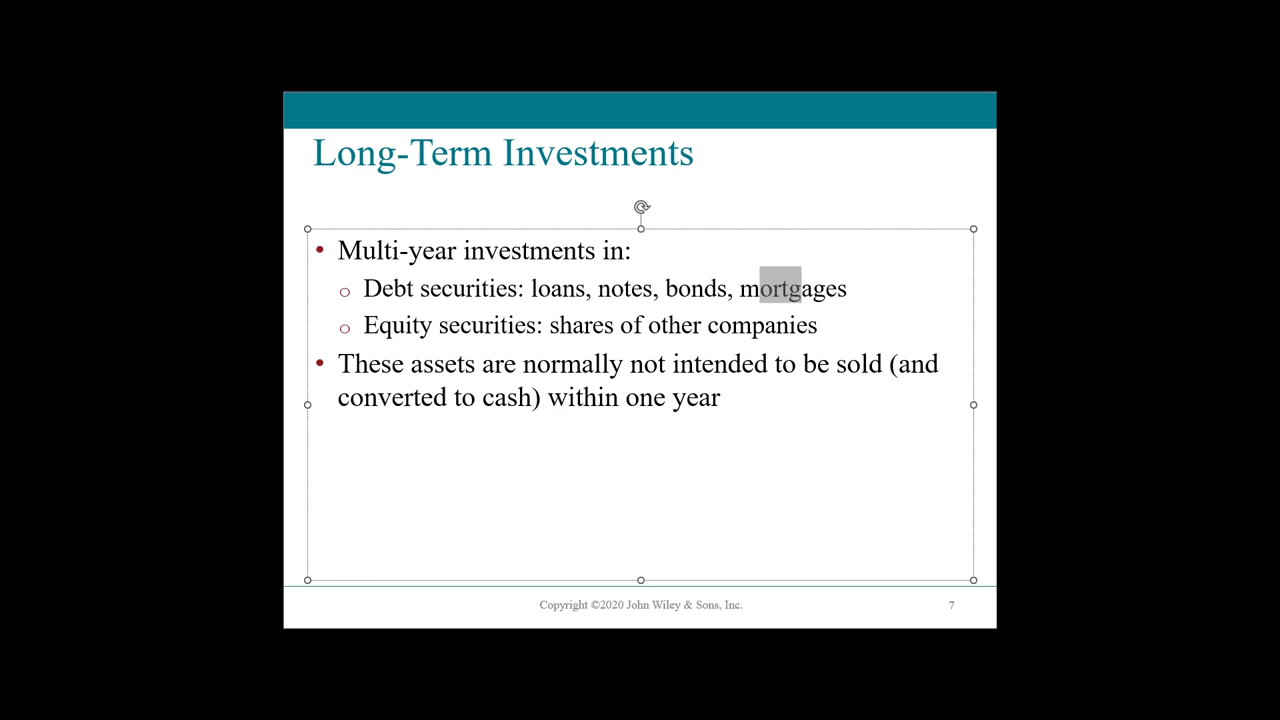 Long-Term Investments
• Multi-year investments in:
o Debt securities: loans, notes, bonds, mortgages
o Equity securities: shares of other companies
• These assets are normally not intended to be sold (and
converted to cash) within one year
Copyright ©2020 John Wiley & Sons, Inc.
7